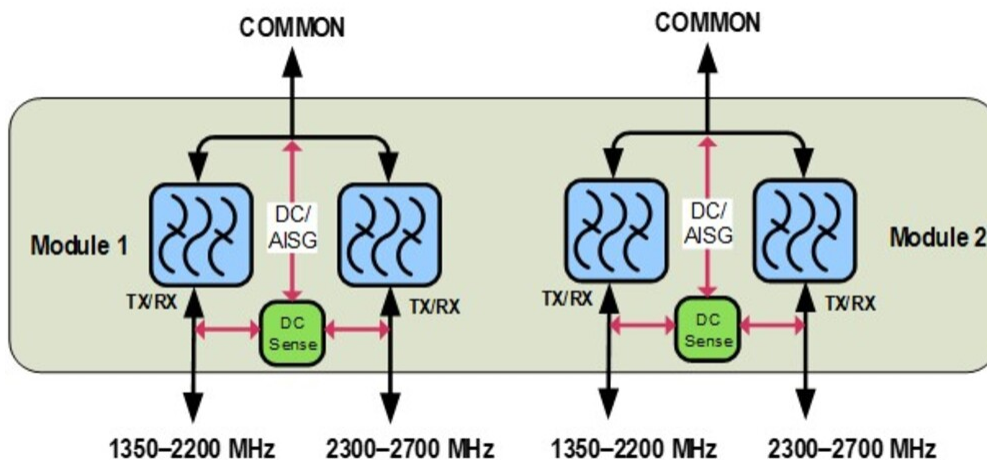 COMMON
COMMON
DC/
AISG
DC/
AISG
Module 1
Module 2
TX/RX
TX/RX
TX/RX
TX/RX
DC
Sense
DC
Sense
1350–2200 MHz
2300–2700 MHz
1350–2200 MHz
2300–2700 MHz